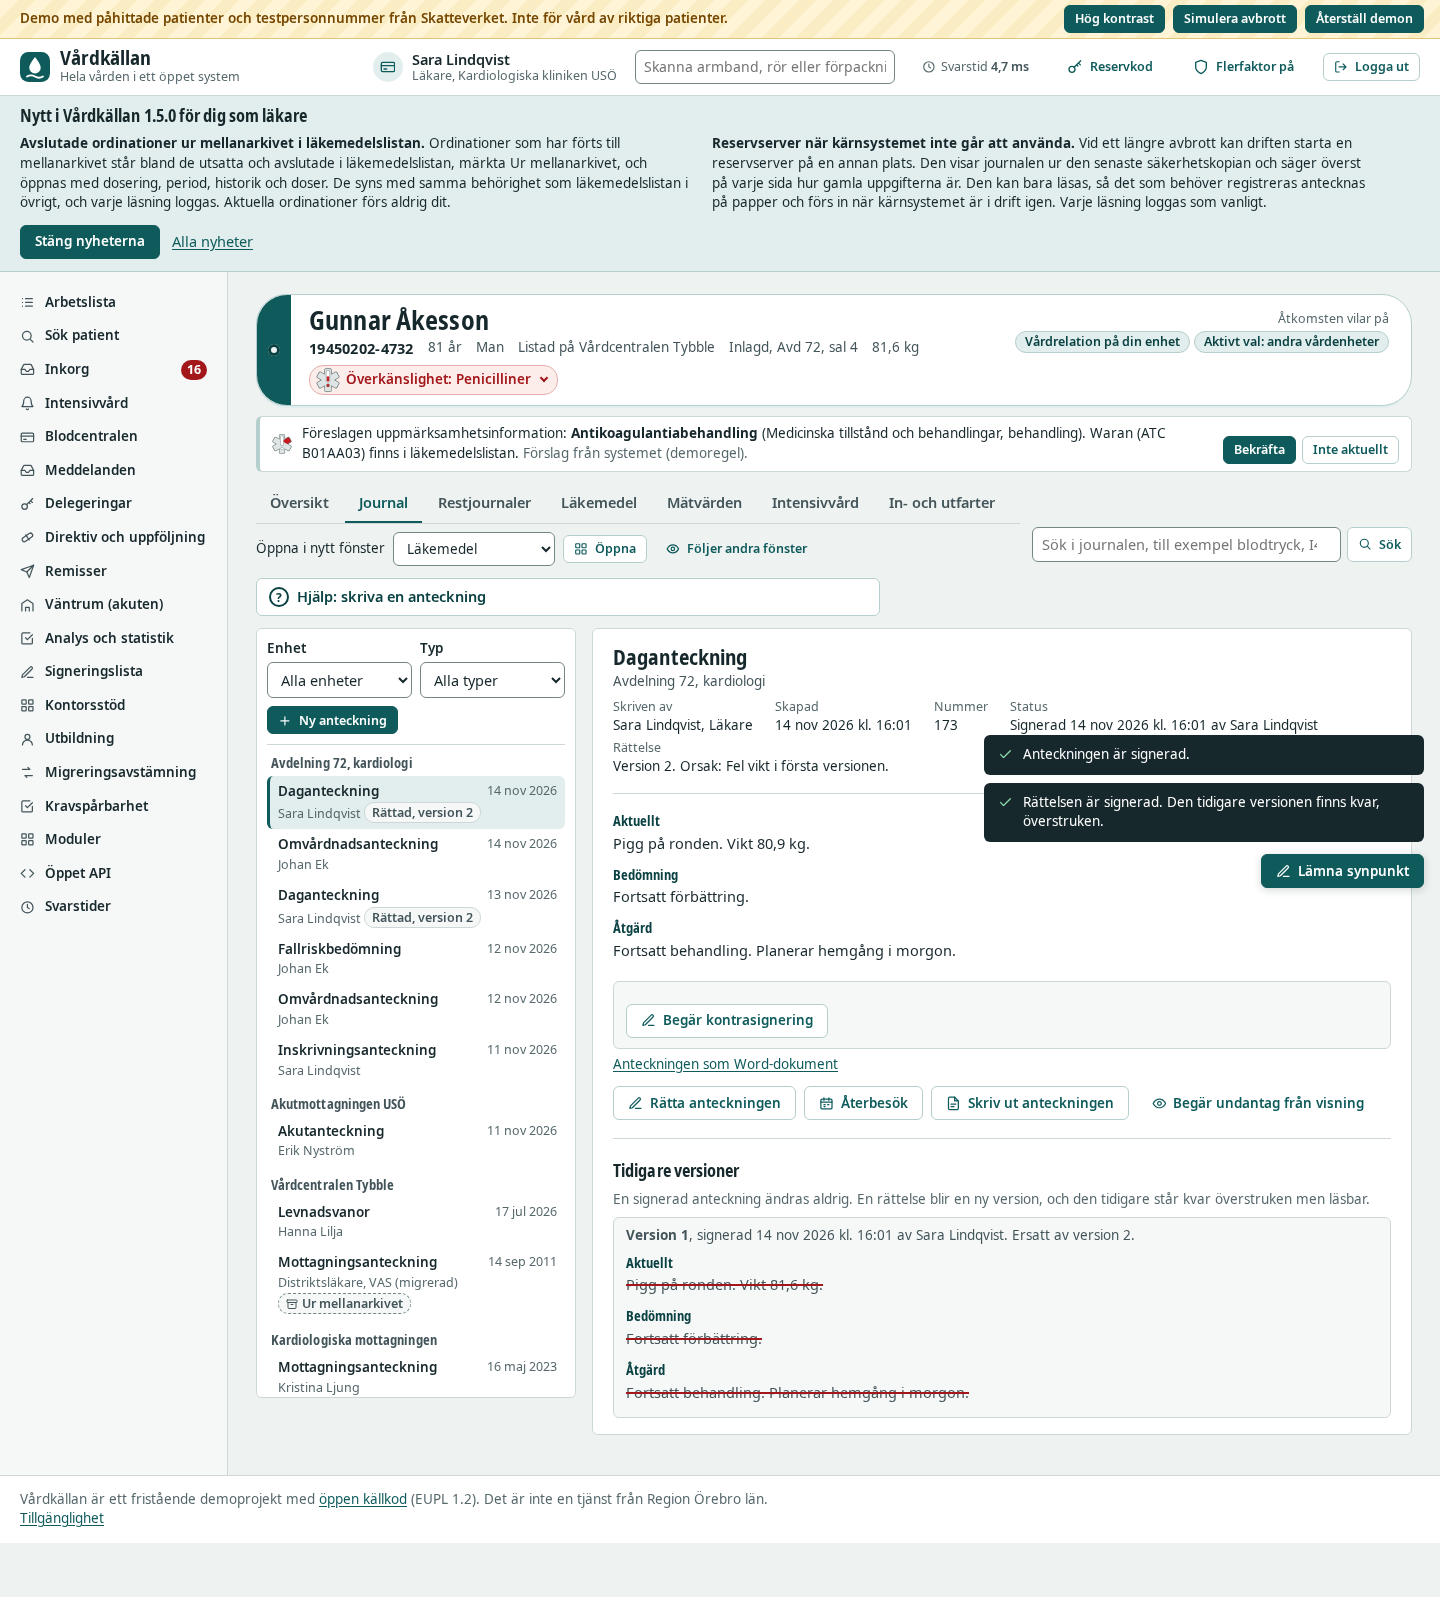 Demo med påhittade patienter och testpersonnummer från Skatteverket. Inte för vård av riktiga patienter.
Hög kontrast
Simulera avbrott
Återställ demon
Vårdkällan
Hela vården i ett öppet system
Sara Lindqvist
Läkare, Kardiologiska kliniken USÖ
Skanna armband, rör eller förpackni
Svarstid 4,7 ms
Reservkod
Flerfaktor på
Logga ut
Nytt i Vårdkällan 1.5.0 för dig som läkare
Avslutade ordinationer ur mellanarkivet i läkemedelslistan. Ordinationer som har förts till
mellanarkivet står bland de utsatta och avslutade i läkemedelslistan, märkta Ur mellanarkivet, och
öppnas med dosering, period, historik och doser. De syns med samma behörighet som läkemedelslistan i
övrigt, och varje läsning loggas. Aktuella ordinationer förs aldrig dit.
Reservserver när kärnsystemet inte går att använda. Vid ett längre avbrott kan driften starta en
reservserver på en annan plats. Den visar journalen ur den senaste säkerhetskopian och säger överst
på varje sida hur gamla uppgifterna är. Den kan bara läsas, så det som behöver registreras antecknas
på papper och förs in när kärnsystemet är i drift igen. Varje läsning loggas som vanligt.
Stäng nyheterna
Alla nyheter
Arbetslista
Sök patient
Inkorg 16
Intensivvård
Blodcentralen
Meddelanden
Delegeringar
Direktiv och uppföljning
Remisser
Väntrum (akuten)
Analys och statistik
Signeringslista
Kontorsstöd
Utbildning
Migreringsavstämning
Kravspårbarhet
Moduler
Öppet API
Svarstider
Gunnar Åkesson
19450202-4732 81 år Man Listad på Vårdcentralen Tybble Inlagd, Avd 72, sal 4 81,6 kg
Överkänslighet: Penicilliner
Åtkomsten vilar på
Vårdrelation på din enhet
Aktivt val: andra vårdenheter
Föreslagen uppmärksamhetsinformation: Antikoagulantiabehandling (Medicinska tillstånd och behandlingar, behandling). Waran (ATC
B01AA03) finns i läkemedelslistan. Förslag från systemet (demoregel).
Bekräfta
Inte aktuellt
Översikt
Journal
Restjournaler
Läkemedel
Mätvärden
Intensivvård
In- och utfarter
Öppna i nytt fönster
Läkemedel
Öppna
Följer andra fönster
Sök i journalen, till exempel blodtryck, I4
Sök
? Hjälp: skriva en anteckning
Enhet
Typ
Alla enheter
Alla typer
Ny anteckning
Avdelning 72, kardiologi
Daganteckning 14 nov 2026
Sara Lindqvist Rättad, version 2
Omvårdnadsanteckning 14 nov 2026
Johan Ek
Daganteckning 13 nov 2026
Sara Lindqvist Rättad, version 2
Fallriskbedömning 12 nov 2026
Johan Ek
Omvårdnadsanteckning 12 nov 2026
Johan Ek
Inskrivningsanteckning 11 nov 2026
Sara Lindqvist
Akutmottagningen USÖ
Akutanteckning 11 nov 2026
Erik Nyström
Vårdcentralen Tybble
Levnadsvanor 17 jul 2026
Hanna Lilja
Mottagningsanteckning 14 sep 2011
Distriktsläkare, VAS (migrerad)
Ur mellanarkivet
Kardiologiska mottagningen
Mottagningsanteckning 16 maj 2023
Kristina Ljung
Daganteckning
Avdelning 72, kardiologi
Skriven av
Sara Lindqvist, Läkare
Skapad
14 nov 2026 kl. 16:01
Nummer
173
Status
Signerad 14 nov 2026 kl. 16:01 av Sara Lindqvist
Rättelse
Version 2. Orsak: Fel vikt i första versionen.
Anteckningen är signerad.
Rättelsen är signerad. Den tidigare versionen finns kvar,
överstruken.
Lämna synpunkt
Aktuellt
Pigg på ronden. Vikt 80,9 kg.
Bedömning
Fortsatt förbättring.
Åtgärd
Fortsatt behandling. Planerar hemgång i morgon.
Begär kontrasignering
Anteckningen som Word-dokument
Rätta anteckningen
Återbesök
Skriv ut anteckningen
Begär undantag från visning
Tidigare versioner
En signerad anteckning ändras aldrig. En rättelse blir en ny version, och den tidigare står kvar överstruken men läsbar.
Version 1, signerad 14 nov 2026 kl. 16:01 av Sara Lindqvist. Ersatt av version 2.
Aktuellt
Pigg på ronden. Vikt 81,6 kg.
Bedömning
Fortsatt förbättring.
Åtgärd
Fortsatt behandling. Planerar hemgång i morgon.
Vårdkällan är ett fristående demoprojekt med öppen källkod (EUPL 1.2). Det är inte en tjänst från Region Örebro län.
Tillgänglighet